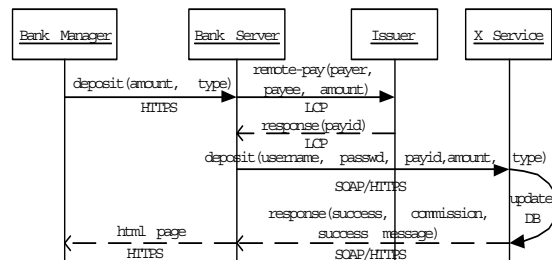 Bank Manager
Bank Server
Issuer
X Service
deposit(amount, type)
HTTPS
remote-pay(payer,
payee, amount)
LCP
response(payid)
LCP
deposit(username, passwd, payid,amount, type)
SOAP/HTTPS
update
DB
response(success, commission,
success message)
SOAP/HTTPS
html page
HTTPS